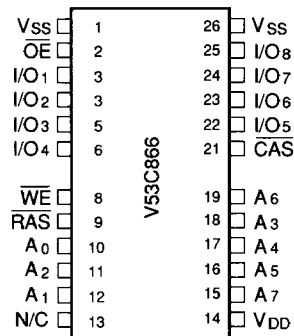 VSS 1 26 VSS
OE 2 25 I/O8
I/O1 3 24 I/O7
I/O2 3 23 I/O6
I/O3 5 22 I/O5
I/O4 6 21 CAS
V53C866
WE 8 19 A6
RAS 9 18 A3
A0 10 17 A4
A2 11 16 A5
A1 12 15 A7
N/C 13 14 VDD